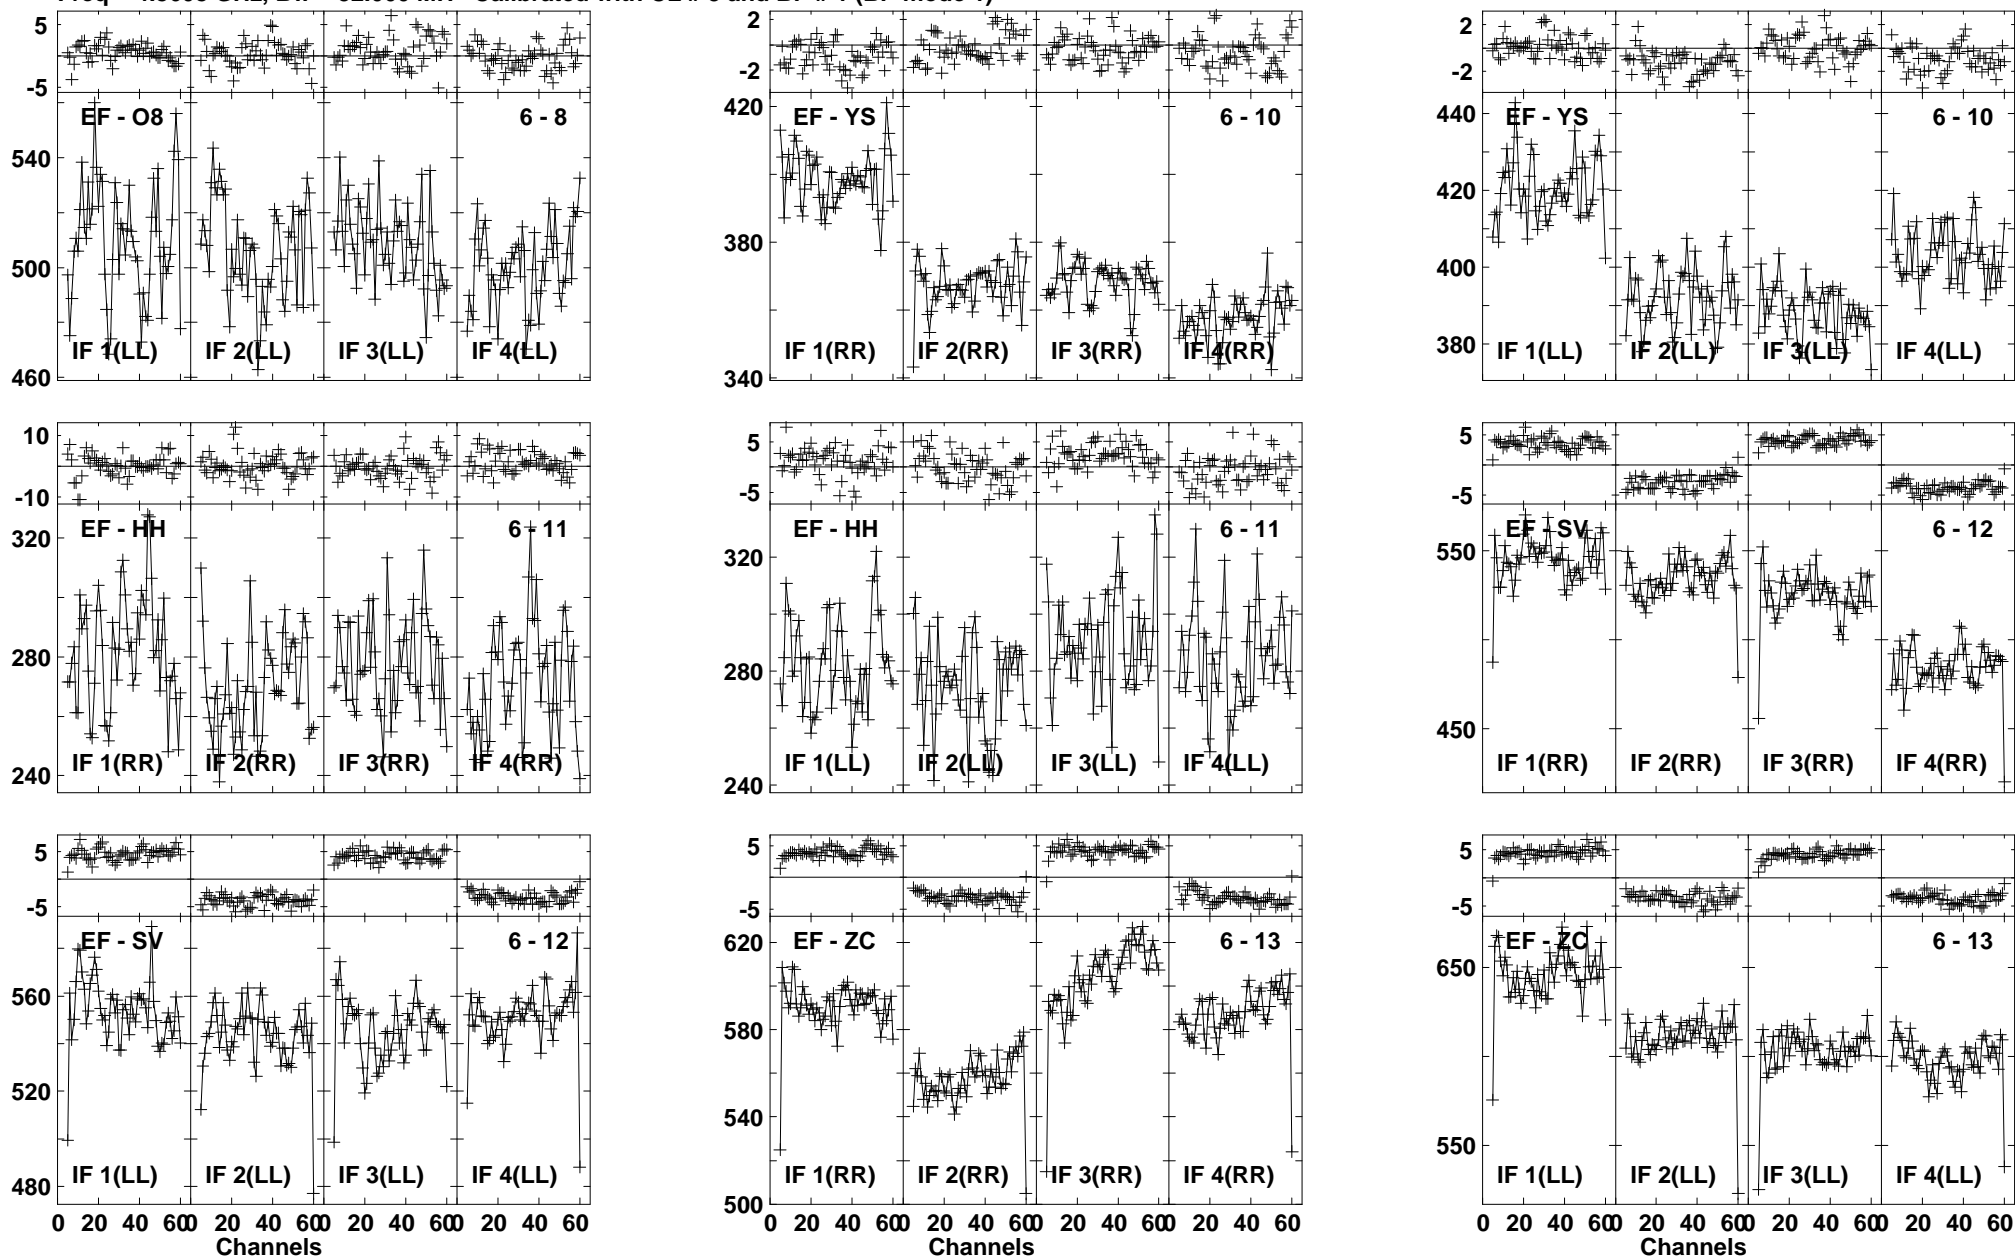 5 2 2
-5 -2 -2
EF - O8 6 - 8 EF - YS 6 - 10 EF - YS 6 - 10
540 420 440
500 380 420
460 340 400
380
IF 1(LL) IF 2(LL) IF 3(LL) IF 4(LL) IF 1(RR) IF 2(RR) IF 3(RR) IF 4(RR) IF 1(LL) IF 2(LL) IF 3(LL) IF 4(LL)
10 5 5
-10 -5 -5
EF - HH 6 - 11 EF - HH 6 - 11 EF - SV 6 - 12
320 320 550
280 280 450
240 240
IF 1(RR) IF 2(RR) IF 3(RR) IF 4(RR) IF 1(LL) IF 2(LL) IF 3(LL) IF 4(LL) IF 1(RR) IF 2(RR) IF 3(RR) IF 4(RR)
5 5 5
-5 -5 -5
EF - SV 6 - 12 EF - ZC 6 - 13 EF - ZC 6 - 13
560 620 650
520 580 550
480 540
500
IF 1(LL) IF 2(LL) IF 3(LL) IF 4(LL) IF 1(RR) IF 2(RR) IF 3(RR) IF 4(RR) IF 1(LL) IF 2(LL) IF 3(LL) IF 4(LL)
0 20 40 60 0 20 40 60 0 20 40 60 0 20 40 60 0 20 40 60 0 20 40 60 0 20 40 60 0 20 40 60 0 20 40 60 0 20 40 60 0 20 40 60 0 20 40 60
Channels Channels